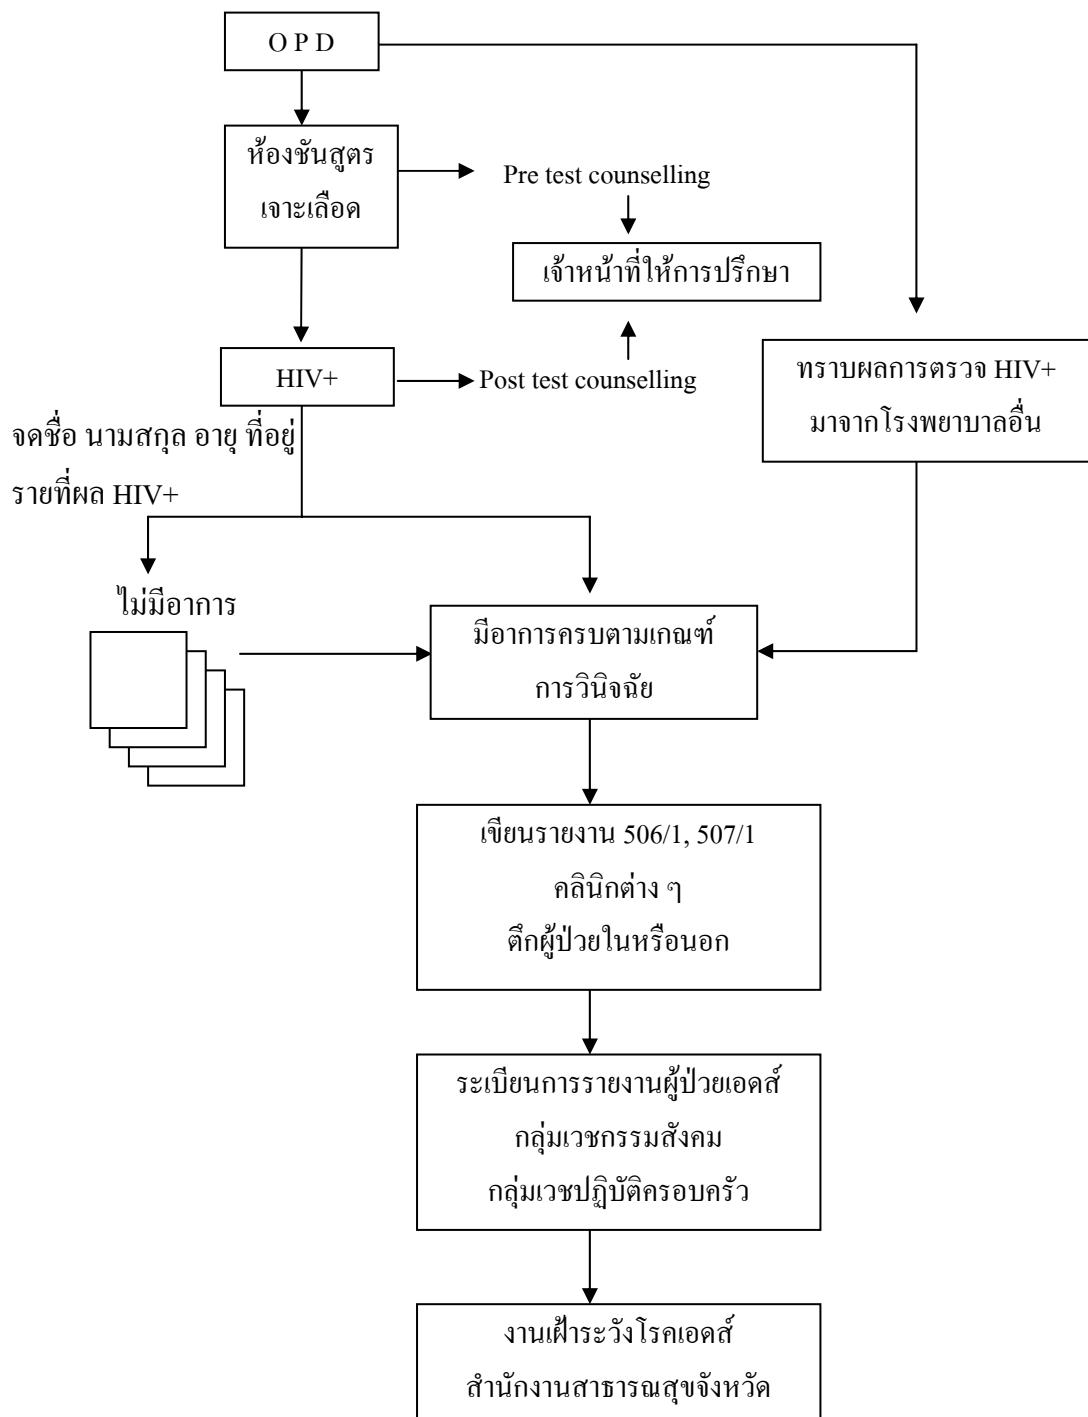 O P D
ห้องชันสูตร
เจาะเลือด
Pre test counselling
เจ้าหน้าที่ให้การปรึกษา
HIV+
Post test counselling
ทราบผลการตรวจ HIV+
มาจากโรงพยาบาลอื่น
จดชื่อ นามสกุล อายุ ที่อยู่
รายที่ผล HIV+
ไม่มีอาการ
มีอาการครบตามเกณฑ์
การวินิจฉัย
เขียนรายงาน 506/1, 507/1
คลินิกต่าง ๆ
ตึกผู้ป่วยในหรือนอก
ระเบียนการรายงานผู้ป่วยเอดส์
กลุ่มเวชกรรมสังคม
กลุ่มเวชปฏิบัติครอบครัว
งานเฝ้าระวังโรคเอดส์
สำนักงานสาธารณสุขจังหวัด